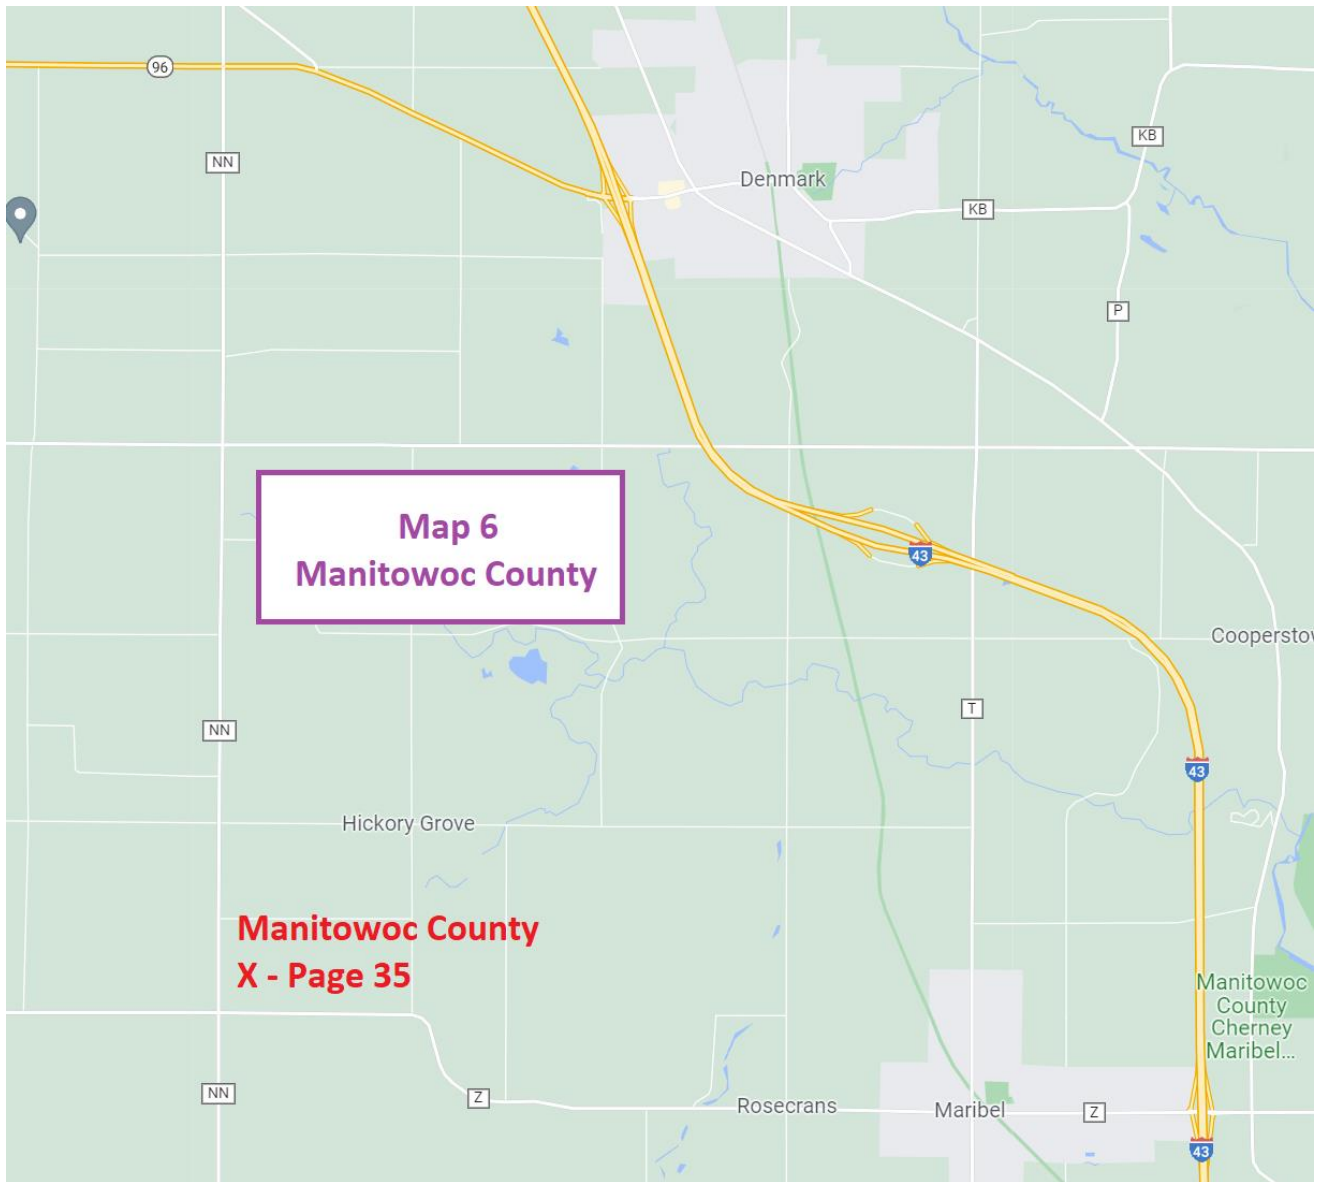 96
NN
KB
Denmark
KB
P
Map 6
Manitowoc County
43
Cooperstow
T
NN
43
Hickory Grove
Manitowoc County
X - Page 35
Manitowoc
County
Cherney
Maribel...
NN
Z
Rosecrans
Maribel
Z
43